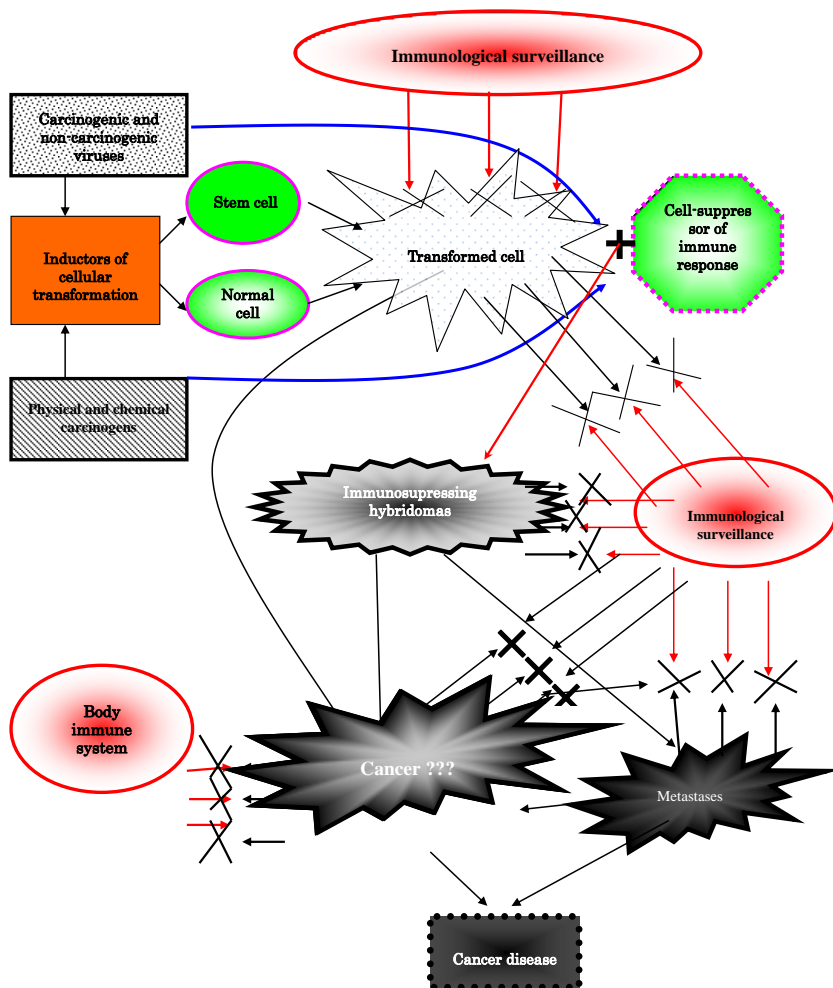 Immunological surveillance
Carcinogenic and
non-carcinogenic
viruses
Stem cell
Cell-suppres
sor of
immune
response
Inductors of
cellular
transformation
Transformed cell
Normal
cell
Physical and chemical
carcinogens
Immunosupressing
hybridomas
Immunological
surveillance
Body
immune
system
Cancer ???
Metastases
Cancer disease